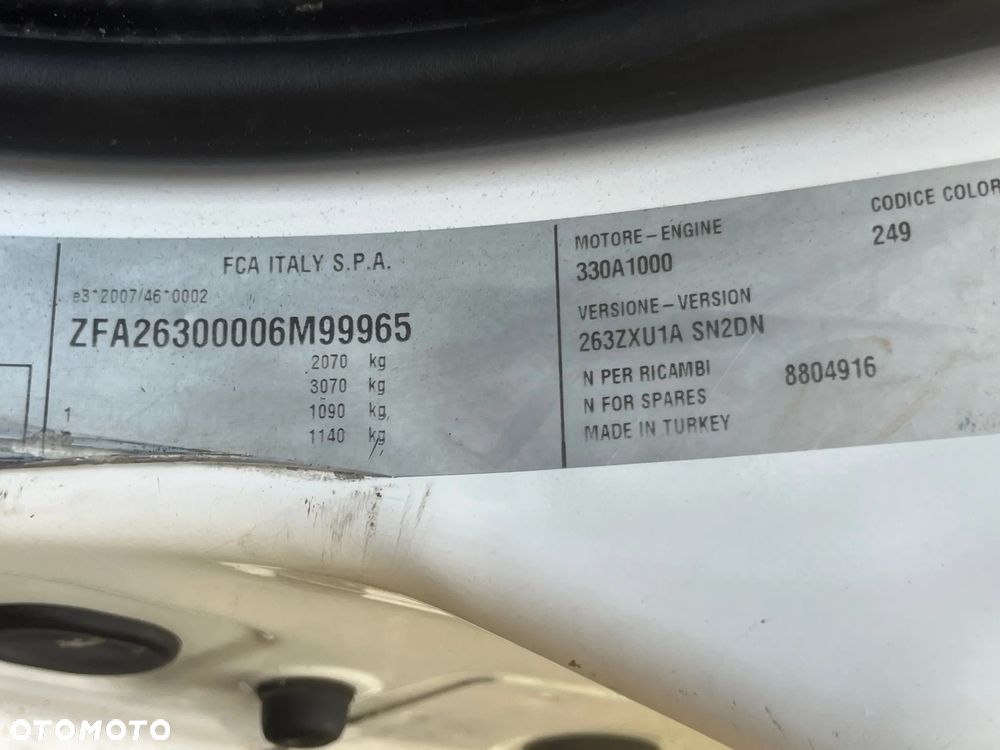 FCA ITALY S.P.A.
e3*2007/46*0002
ZFA26300006M99965
2070 kg
3070 kg
1 1090 kg
1140 kg
MOTORE-ENGINE
330A1000
VERSIONE-VERSION
263ZXU1A SN2DN
N PER RICAMBI
N FOR SPARES 8804916
MADE IN TURKEY
CODICE COLOR
249
OTOMOTO